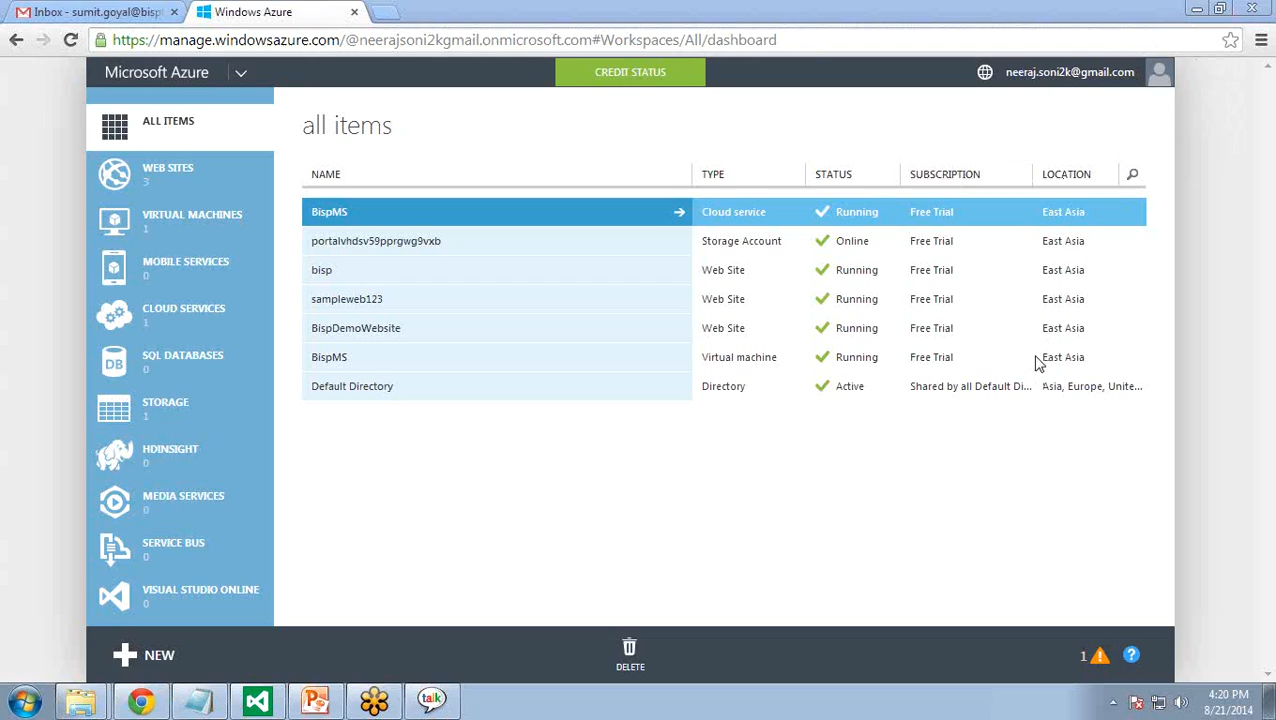 Inbox - sumit.goyal@bisp
Windows Azure
https://manage.windowsazure.com/@neerajsoni2kgmail.onmicrosoft.com#Workspaces/All/dashboard
Microsoft Azure
CREDIT STATUS
neeraj.soni2k@gmail.com
ALL ITEMS
WEB SITES
3
VIRTUAL MACHINES
1
MOBILE SERVICES
0
CLOUD SERVICES
1
SQL DATABASES
0
STORAGE
1
HDINSIGHT
0
MEDIA SERVICES
0
SERVICE BUS
0
VISUAL STUDIO ONLINE
0
all items
NAME TYPE STATUS SUBSCRIPTION LOCATION
BispMS Cloud service Running Free Trial East Asia
portalvhdsv59pprgwg9vxb Storage Account Online Free Trial East Asia
bisp Web Site Running Free Trial East Asia
sampleweb123 Web Site Running Free Trial East Asia
BispDemoWebsite Web Site Running Free Trial East Asia
BispMS Virtual machine Running Free Trial East Asia
Default Directory Directory Active Shared by all Default Di... Asia, Europe, Unite...
NEW
DELETE
1
?
DB
talk
4:20 PM
8/21/2014